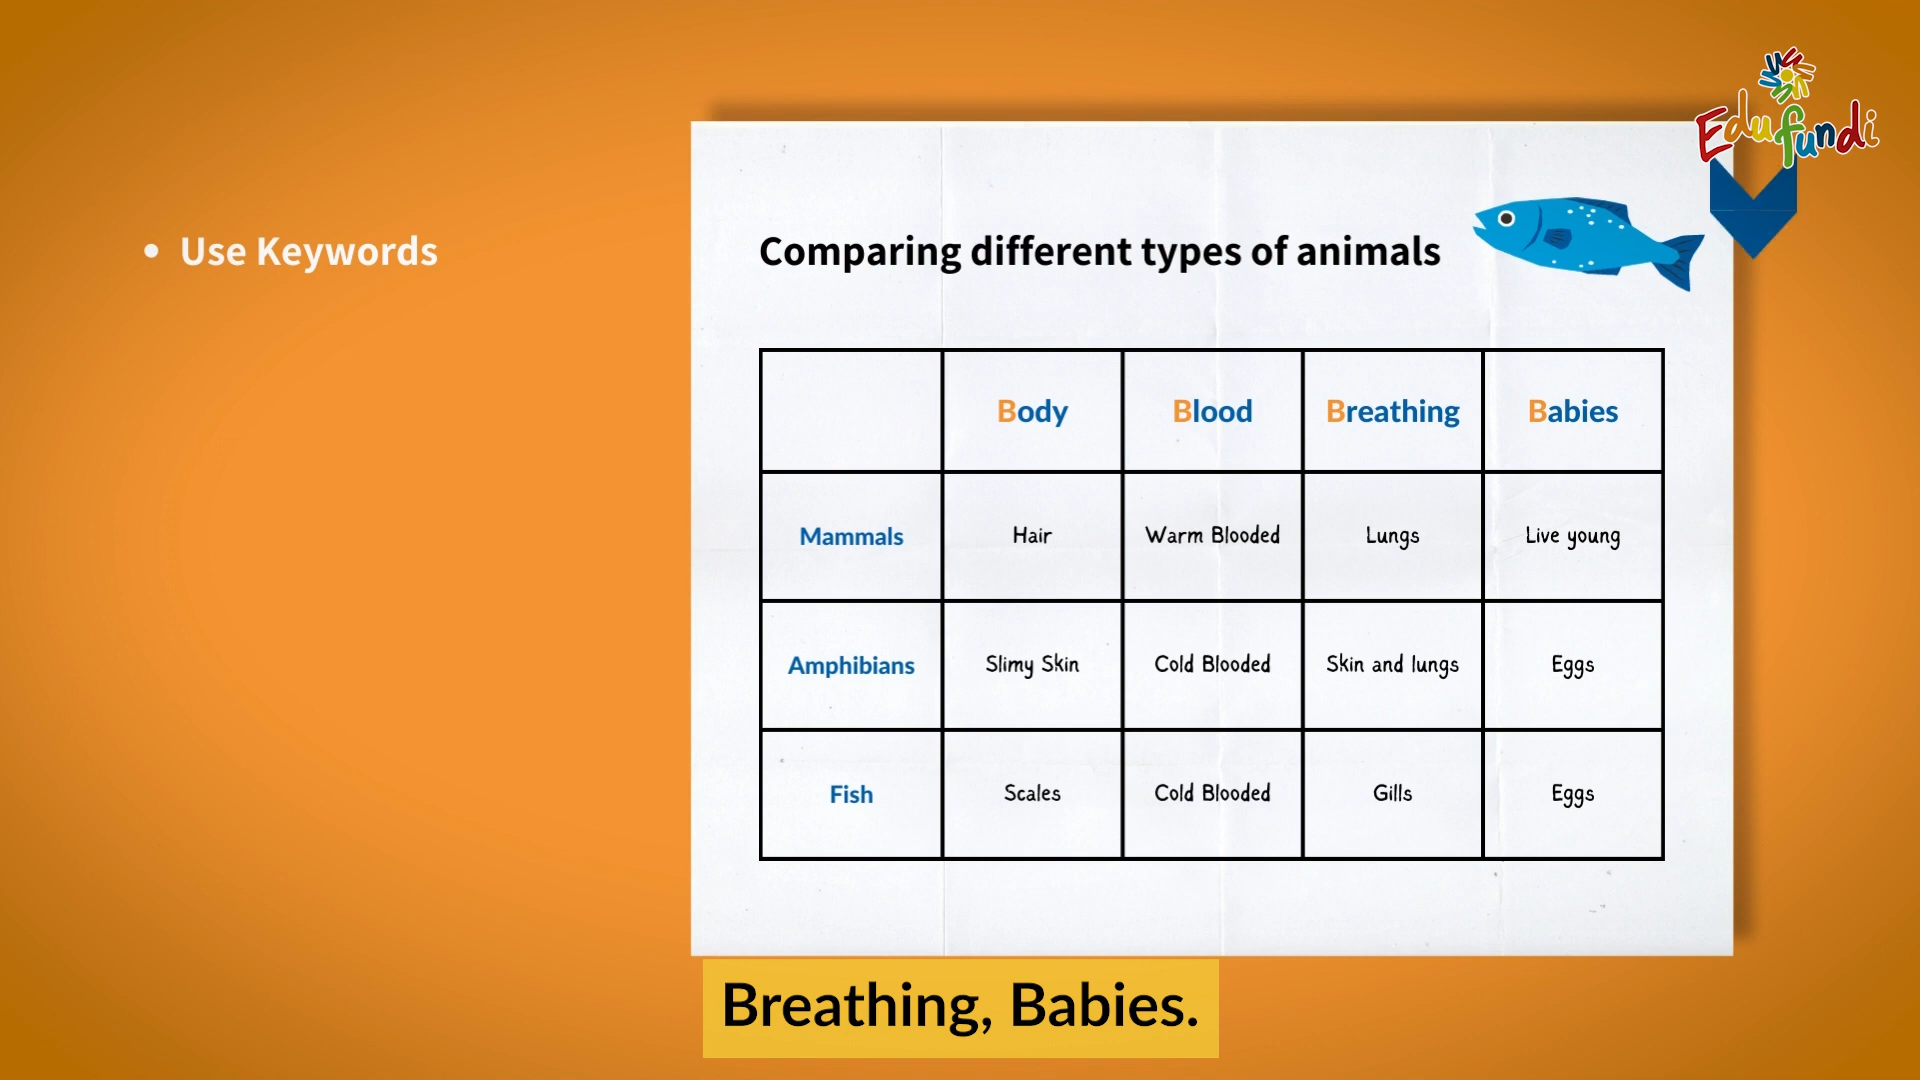 Edufundi
• Use Keywords
Comparing different types of animals
Body Blood Breathing Babies
Mammals Hair Warm Blooded Lungs Live young
Amphibians Slimy Skin Cold Blooded Skin and lungs Eggs
Fish Scales Cold Blooded Gills Eggs
Breathing, Babies.